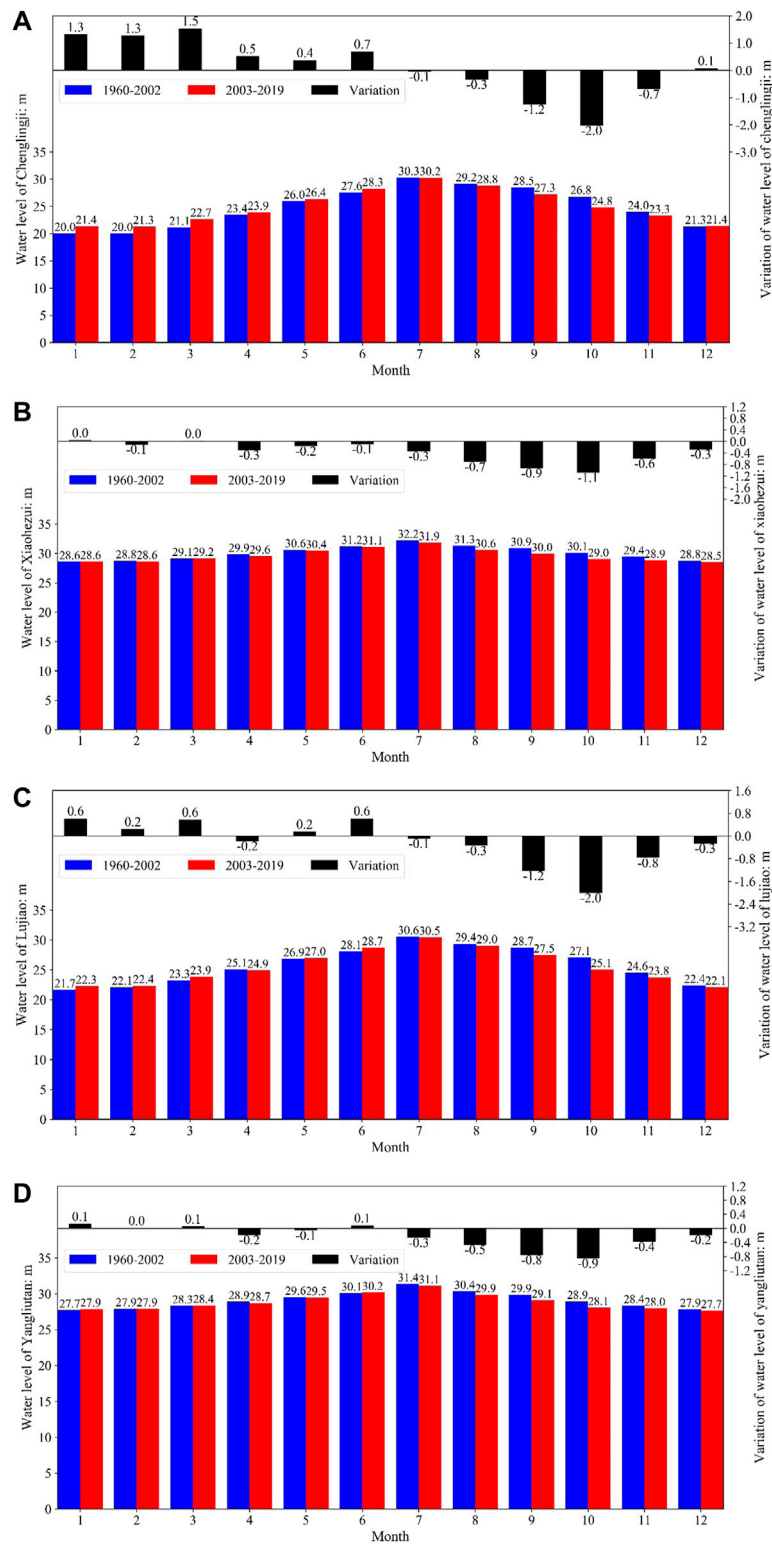 A
1.3 1.3 1.5 0.5 0.4 0.7 -0.1 -0.3 -1.2 -2.0 -0.7 0.1
2.0
1.0
0.0
-1.0
-2.0
-3.0
Variation of water level of chenglingji: m
1960-2002 2003-2019 Variation
Water level of Chenglingji: m
35
30
25
20
15
10
5
0
20.0 21.4 20.0 21.3 21.1 22.7 23.4 23.9 26.0 26.4 27.6 28.3 30.3 30.2 29.2 28.8 28.5 27.3 26.8 24.8 24.0 23.3 21.3 21.4
1 2 3 4 5 6 7 8 9 10 11 12
Month
B
0.0 -0.1 0.0 -0.3 -0.2 -0.1 -0.3 -0.7 -0.9 -1.1 -0.6 -0.3
1.2
0.8
0.4
0.0
-0.4
-0.8
-1.2
-1.6
-2.0
Variation of water level of xiaohezui: m
1960-2002 2003-2019 Variation
Water level of Xiaohezui: m
35
30
25
20
15
10
5
0
28.6 28.6 28.8 28.6 29.1 29.2 29.9 29.6 30.6 30.4 31.2 31.1 32.2 31.9 31.3 30.6 30.9 30.0 30.1 29.0 29.4 28.9 28.8 28.5
1 2 3 4 5 6 7 8 9 10 11 12
Month
C
0.6 0.2 0.6 -0.2 0.2 0.6 -0.1 -0.3 -1.2 -2.0 -0.8 -0.3
1.6
0.8
0.0
-0.8
-1.6
-2.4
-3.2
Variation of water level of lujiao: m
1960-2002 2003-2019 Variation
Water level of Lujiao: m
35
30
25
20
15
10
5
0
21.7 22.3 22.1 22.4 23.3 23.9 25.1 24.9 26.9 27.0 28.1 28.7 30.6 30.5 29.4 29.0 28.7 27.5 27.1 25.1 24.6 23.8 22.4 22.1
1 2 3 4 5 6 7 8 9 10 11 12
Month
D
0.1 0.0 0.1 -0.2 -0.1 0.1 -0.3 -0.5 -0.8 -0.9 -0.4 -0.2
1.2
0.8
0.4
0.0
-0.4
-0.8
-1.2
Variation of water level of yangliutan: m
1960-2002 2003-2019 Variation
Water level of Yangliutan: m
35
30
25
20
15
10
5
0
27.7 27.9 27.9 27.9 28.3 28.4 28.9 28.7 29.6 29.5 30.1 30.2 31.4 31.1 30.4 29.9 29.9 29.1 28.9 28.1 28.4 28.0 27.9 27.7
1 2 3 4 5 6 7 8 9 10 11 12
Month